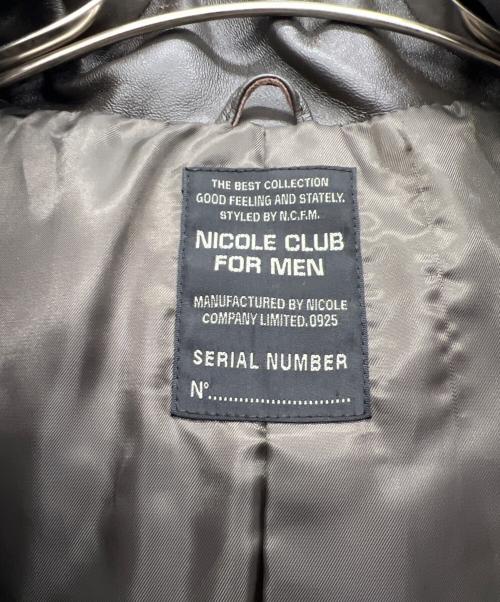 THE BEST COLLECTION
GOOD FEELING AND STATELY.
STYLED BY N.C.F.M.
NICOLE CLUB
FOR MEN
MANUFACTURED BY NICOLE
COMPANY LIMITED.0925
SERIAL NUMBER
N°...........................